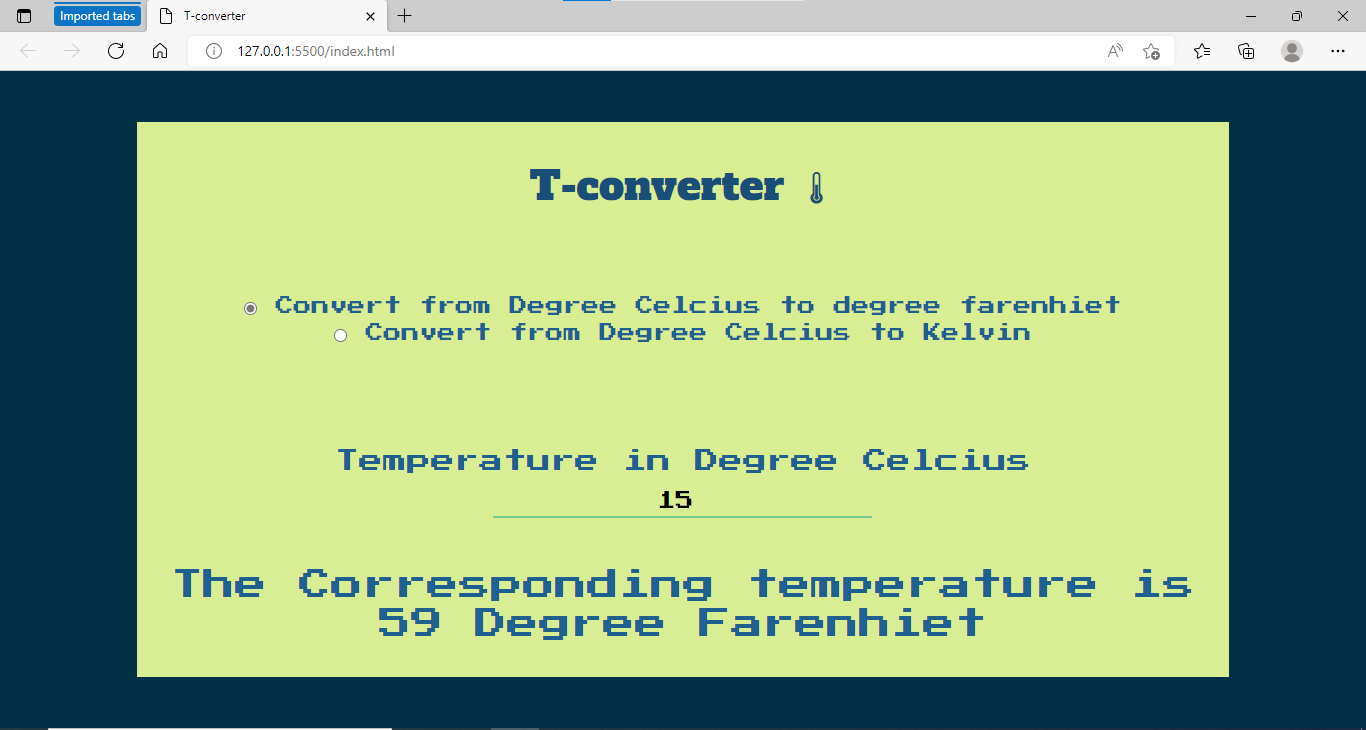 Imported tabs
T-converter
127.0.0.1:5500/index.html
T-converter
Convert from Degree Celcius to degree farenhiet
Convert from Degree Celcius to Kelvin
Temperature in Degree Celcius
15
The Corresponding temperature is
59 Degree Farenhiet